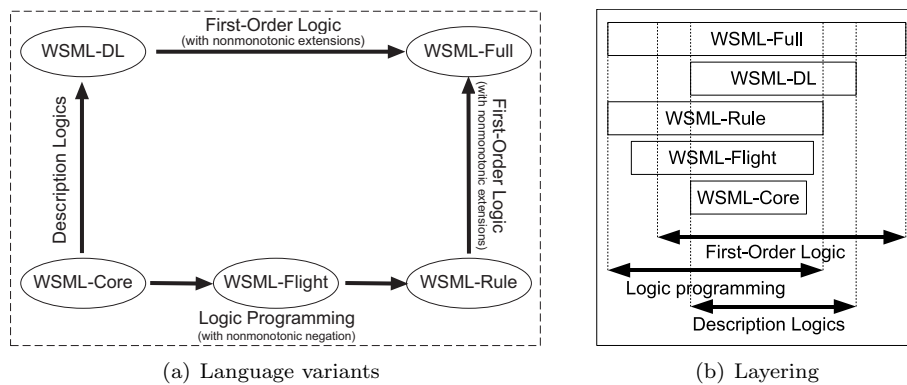 First-Order Logic
(with nonmonotonic extensions)
WSML-DL
WSML-Full
Description Logics
First-Order Logic
(with nonmonotonic extensions)
WSML-Core
WSML-Flight
WSML-Rule
Logic Programming
(with nonmonotonic negation)
(a) Language variants
WSML-Full
WSML-DL
WSML-Rule
WSML-Flight
WSML-Core
First-Order Logic
Logic programming
Description Logics
(b) Layering